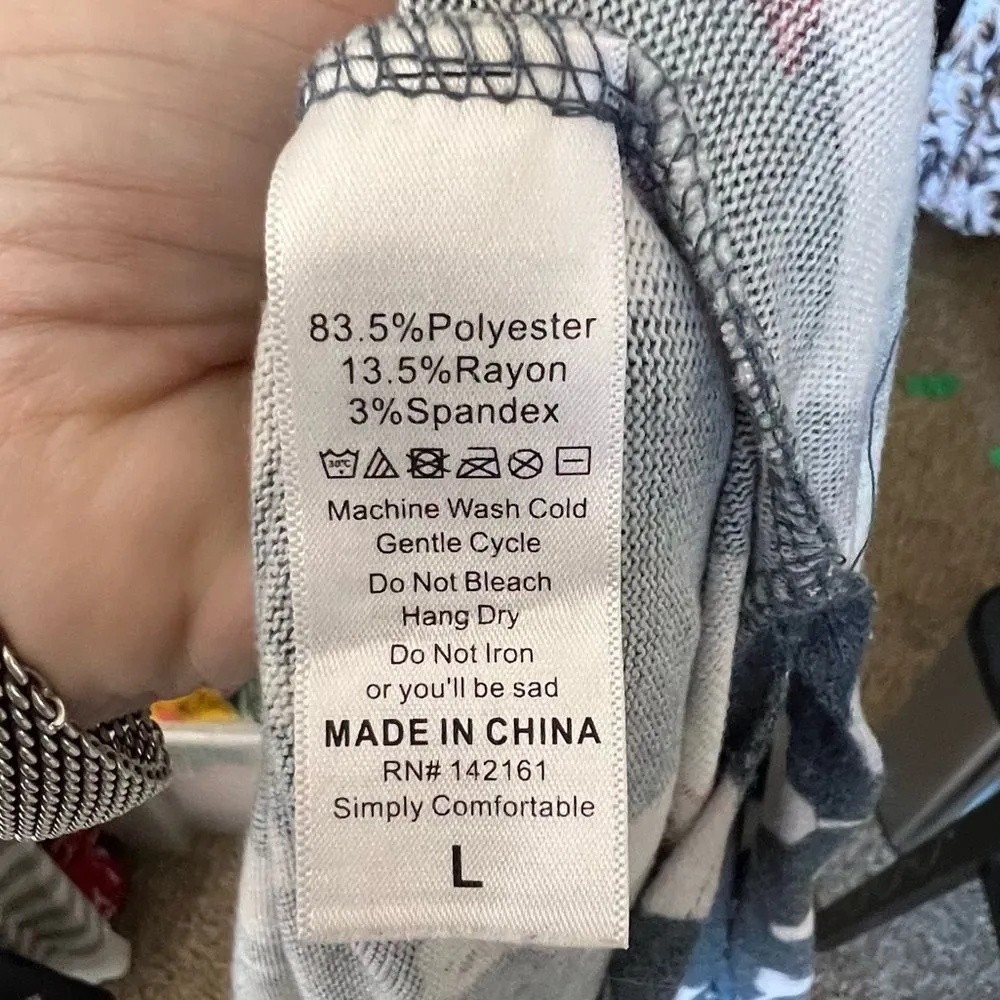 83.5%Polyester
13.5%Rayon
3%Spandex
30°C
Machine Wash Cold
Gentle Cycle
Do Not Bleach
Hang Dry
Do Not Iron
or you'll be sad
MADE IN CHINA
RN# 142161
Simply Comfortable
L